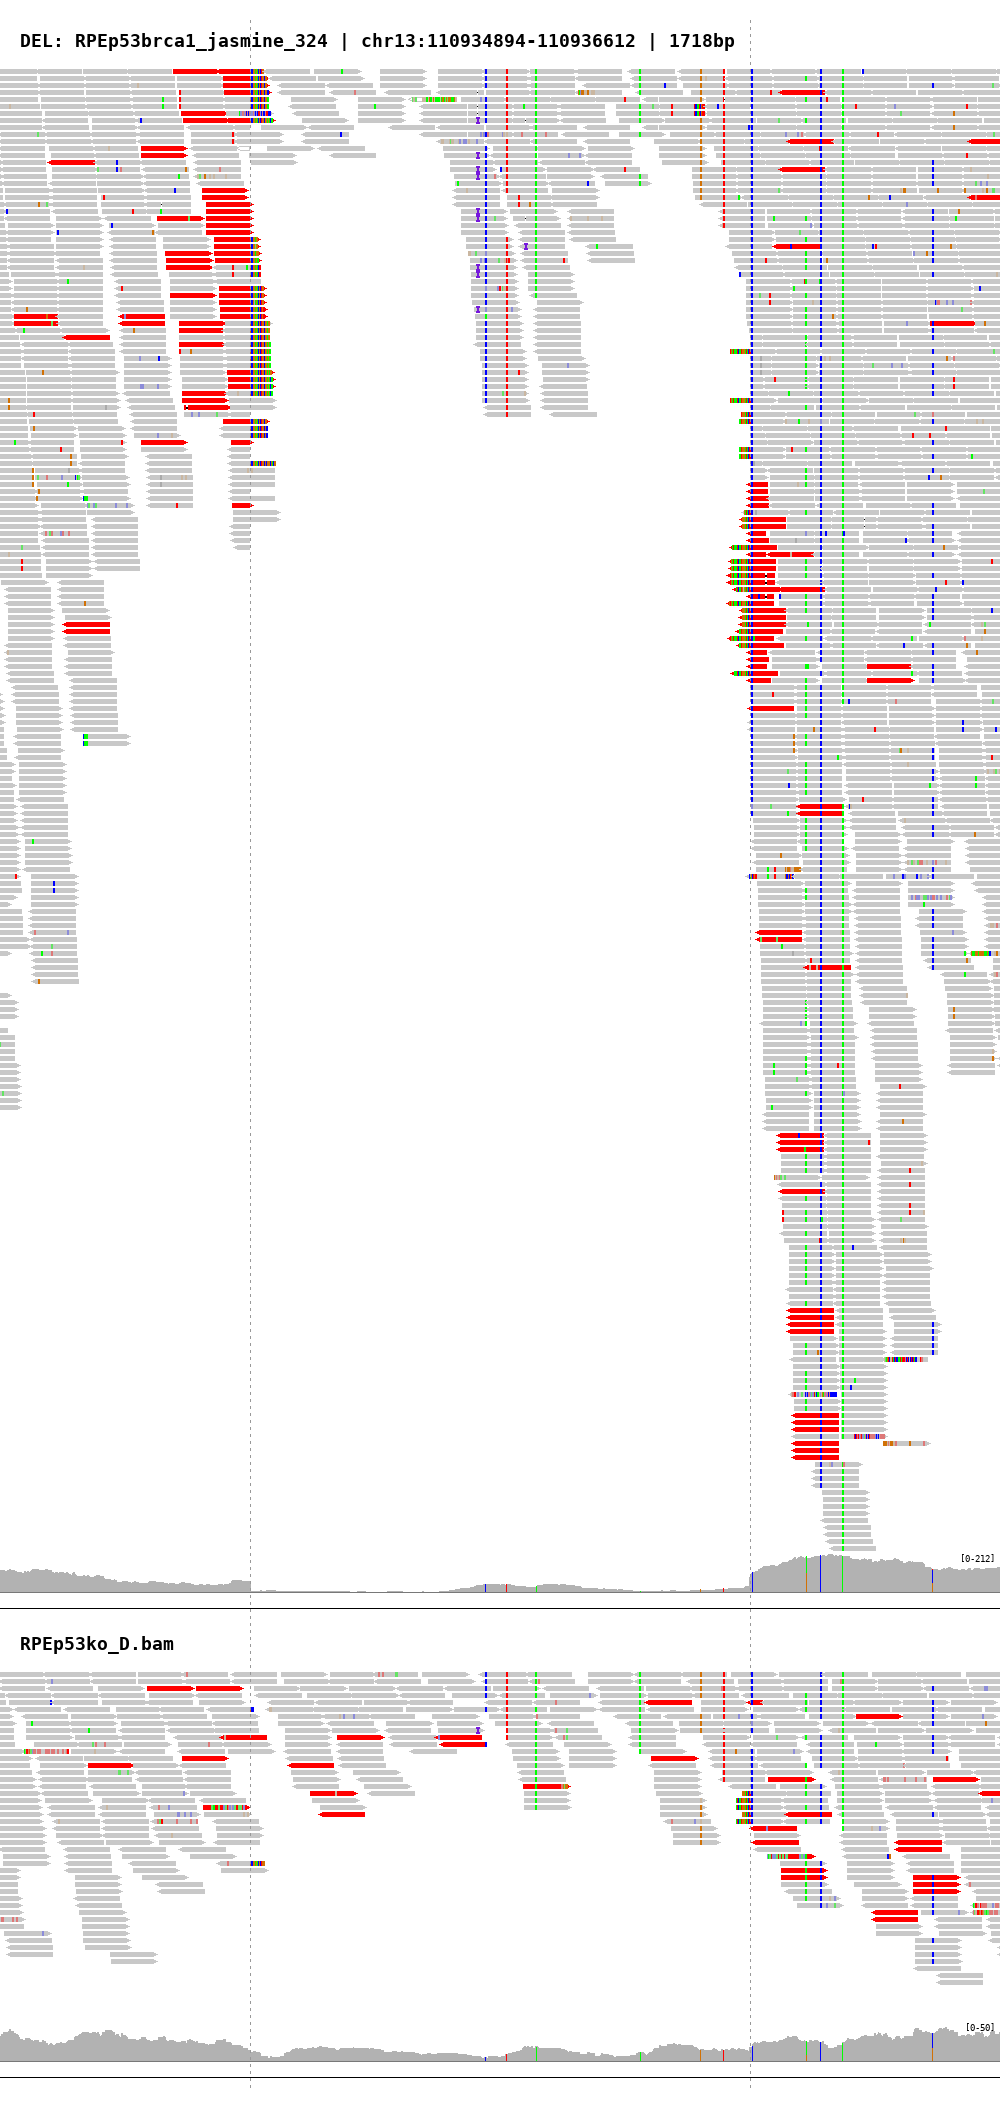 DEL: RPEp53brca1_jasmine_324 | chr13:110934894-110936612 | 1718bp
[0-212]
RPEp53ko_D.bam
[0-50]